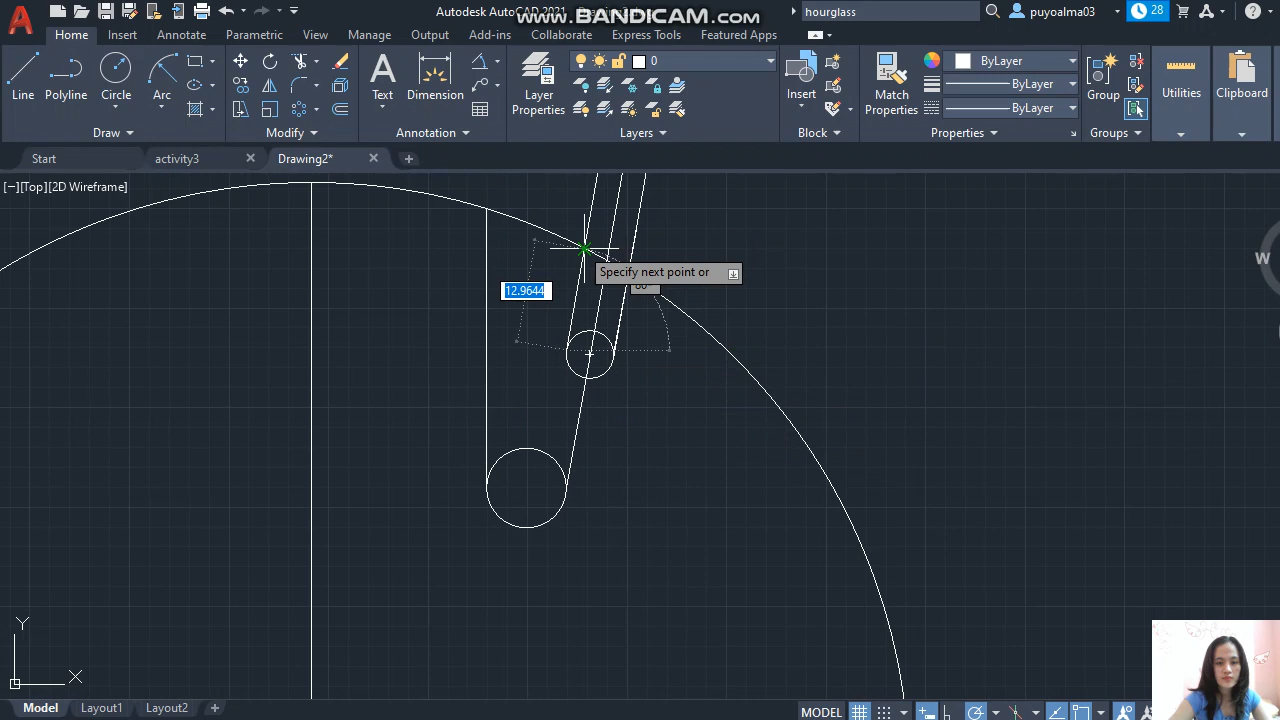 Autodesk AutoCAD 2021
www.BANDICAM.com
hourglass
puyoalma03
28
Home
Insert
Annotate
Parametric
View
Manage
Output
Add-ins
Collaborate
Express Tools
Featured Apps
Line
Polyline
Circle
Arc
Text
Dimension
Layer
Properties
0
Insert
Match
Properties
ByLayer
ByLayer
ByLayer
Group
Utilities
Clipboard
Draw
Modify
Annotation
Layers
Block
Properties
Groups
Start
activity3
Drawing2*
[−][Top][2D Wireframe]
Specify next point or
12.9644
W
Y
X
Model
Layout1
Layout2
MODEL